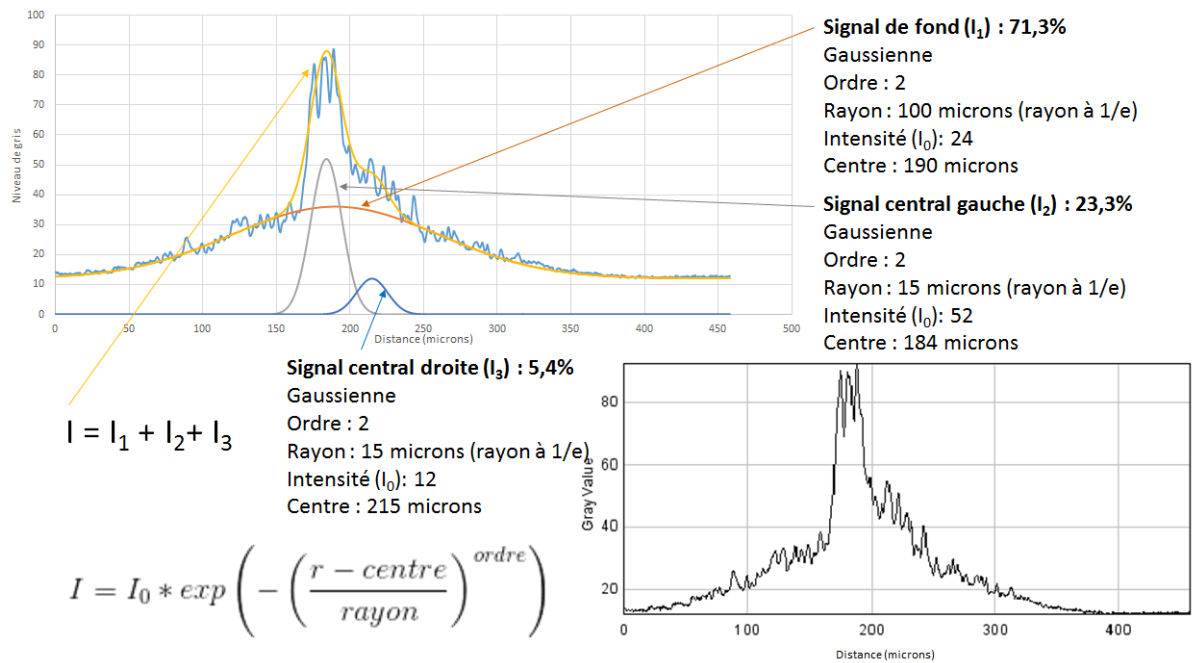 Signal de fond (I1) : 71,3%
Gaussienne
Ordre : 2
Rayon : 100 microns (rayon à 1/e)
Intensité (I0): 24
Centre : 190 microns
Signal central gauche (I2) : 23,3%
Gaussienne
Ordre : 2
Rayon : 15 microns (rayon à 1/e)
Intensité (I0): 52
Centre : 184 microns
100
90
80
70
60
50
40
30
20
10
0
Niveau de gris
0 50 100 150 200 250 300 350 400 450 500
Distance (microns)
Signal central droite (I3) : 5,4%
Gaussienne
Ordre : 2
Rayon : 15 microns (rayon à 1/e)
Intensité (I0): 12
Centre : 215 microns
I = I1 + I2+ I3
I = I0 * exp(-((r - centre)/rayon)^ordre)
80
60
40
20
Gray Value
0 100 200 300 400
Distance (microns)